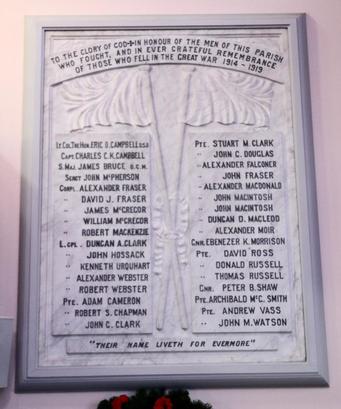 TO THE GLORY OF GOD & IN HONOUR OF THE MEN OF THIS PARISH
WHO FOUGHT, AND IN EVER GRATEFUL REMEMBRANCE
OF THOSE WHO FELL IN THE GREAT WAR 1914-1919
LT. COL. THE HON. ERIC O. CAMPBELL D.S.O.
CAPT. CHARLES C. H. CAMPBELL
S. MAJ. JAMES BRUCE D.C.M.
SERGT JOHN McPHERSON
CORPL. ALEXANDER FRASER
" DAVID J. FRASER
" JAMES McGREGOR
" WILLIAM McGREGOR
" ROBERT MACKENZIE
L. CPL. DUNCAN A. CLARK
" JOHN HOSSACK
" KENNETH URQUHART
" ALEXANDER WEBSTER
" ROBERT WEBSTER
PTE. ADAM CAMERON
" ROBERT S. CHAPMAN
" JOHN C. CLARK
PTE. STUART M. CLARK
" JOHN C. DOUGLAS
" ALEXANDER FALCONER
" JOHN FRASER
" ALEXANDER MACDONALD
" JOHN MACINTOSH
" JOHN MACINTOSH
" DUNCAN D. MACLEOD
" ALEXANDER MOIR
GNR. EBENEZER K. MORRISON
PTE. DAVID ROSS
" DONALD RUSSELL
" THOMAS RUSSELL
GNR. PETER B. SHAW
PTE. ARCHIBALD McC. SMITH
PTE. ANDREW VASS
" JOHN M. WATSON
"THEIR NAME LIVETH FOR EVERMORE"